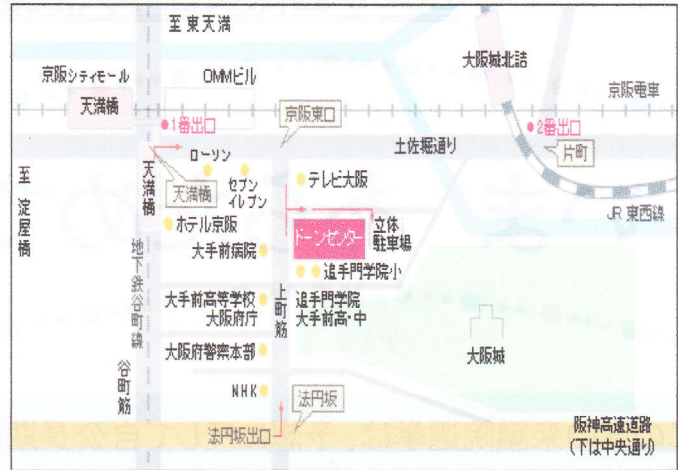 至東天満
京阪シティモール
OMMビル
大阪城北詰
天満橋
京阪電車
1番出口
京阪東口
2番出口
土佐堀通り
片町
ローソン
天満橋
天満橋
セブン
イレブン
テレビ大阪
至淀屋橋
JR東西線
ホテル京阪
ドーンセンター
立体
駐車場
大手前病院
追手門学院小
地下鉄谷町線
大手前高等学校
大阪府庁
上町筋
追手門学院
大手前高・中
大阪府警察本部
大阪城
谷町筋
NHK
法円坂
法円坂出口
阪神高速道路
(下は中央通り)